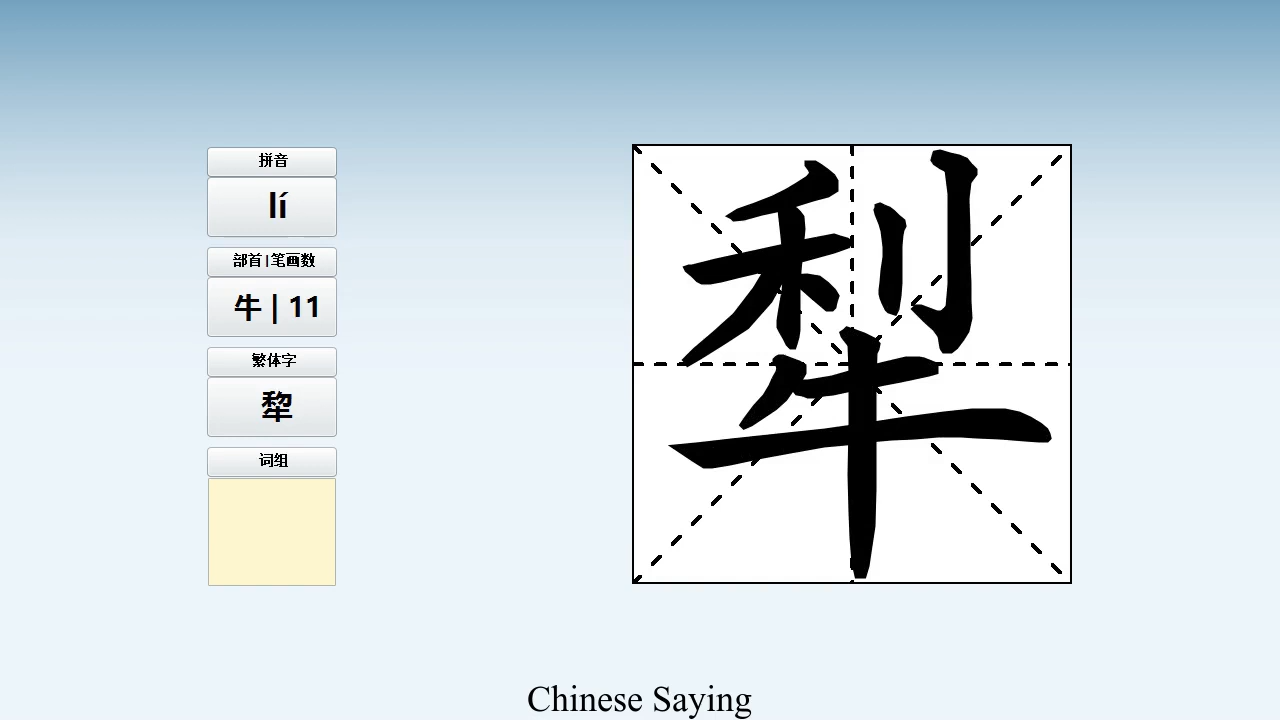 拼音
lí
部首|笔画数
牛 | 11
繁体字
犂
词组
犁
Chinese Saying